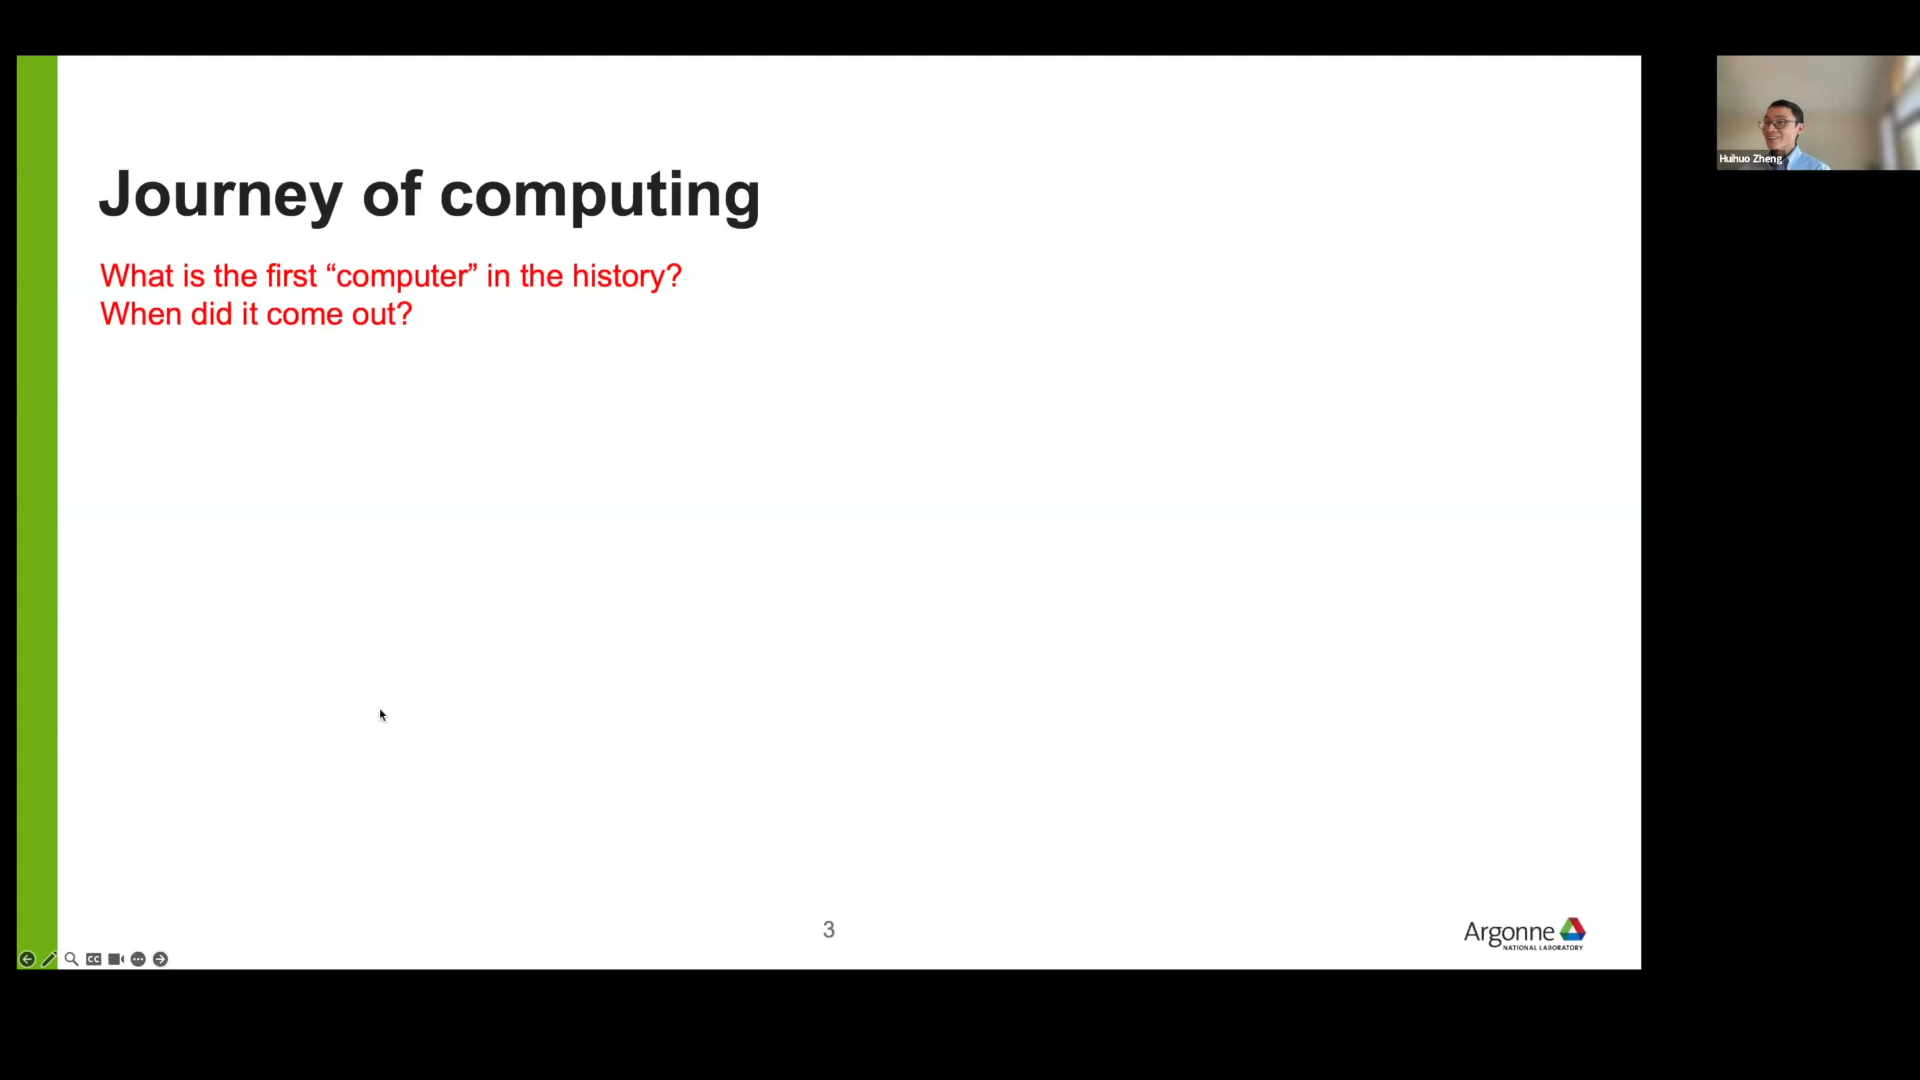 Journey of computing
What is the first “computer” in the history?
When did it come out?
3
Argonne
NATIONAL LABORATORY
CC
Huihuo Zheng